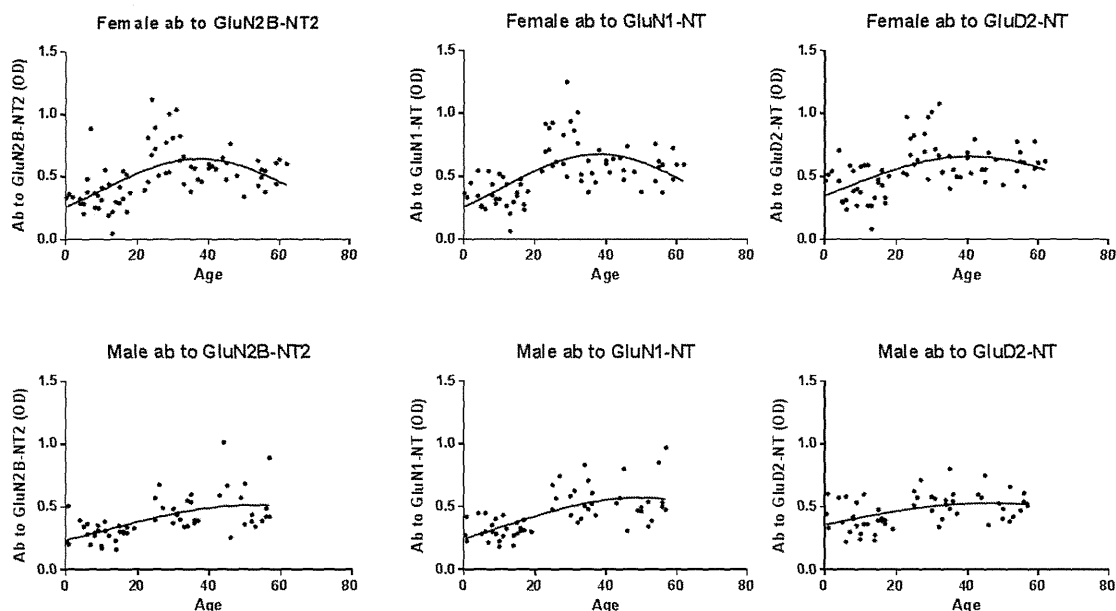 Female ab to GluN2B-NT2
Ab to GluN2B-NT2 (OD)
1.5
1.0
0.5
0.0
0 20 40 60 80
Age
Female ab to GluN1-NT
Ab to GluN1-NT (OD)
1.5
1.0
0.5
0.0
0 20 40 60 80
Age
Female ab to GluD2-NT
Ab to GluD2-NT (OD)
1.5
1.0
0.5
0.0
0 20 40 60 80
Age
Male ab to GluN2B-NT2
Ab to GluN2B-NT2 (OD)
1.5
1.0
0.5
0.0
0 20 40 60 80
Age
Male ab to GluN1-NT
Ab to GluN1-NT (OD)
1.5
1.0
0.5
0.0
0 20 40 60 80
Age
Male ab to GluD2-NT
Ab to GluD2-NT (OD)
1.5
1.0
0.5
0.0
0 20 40 60 80
Age